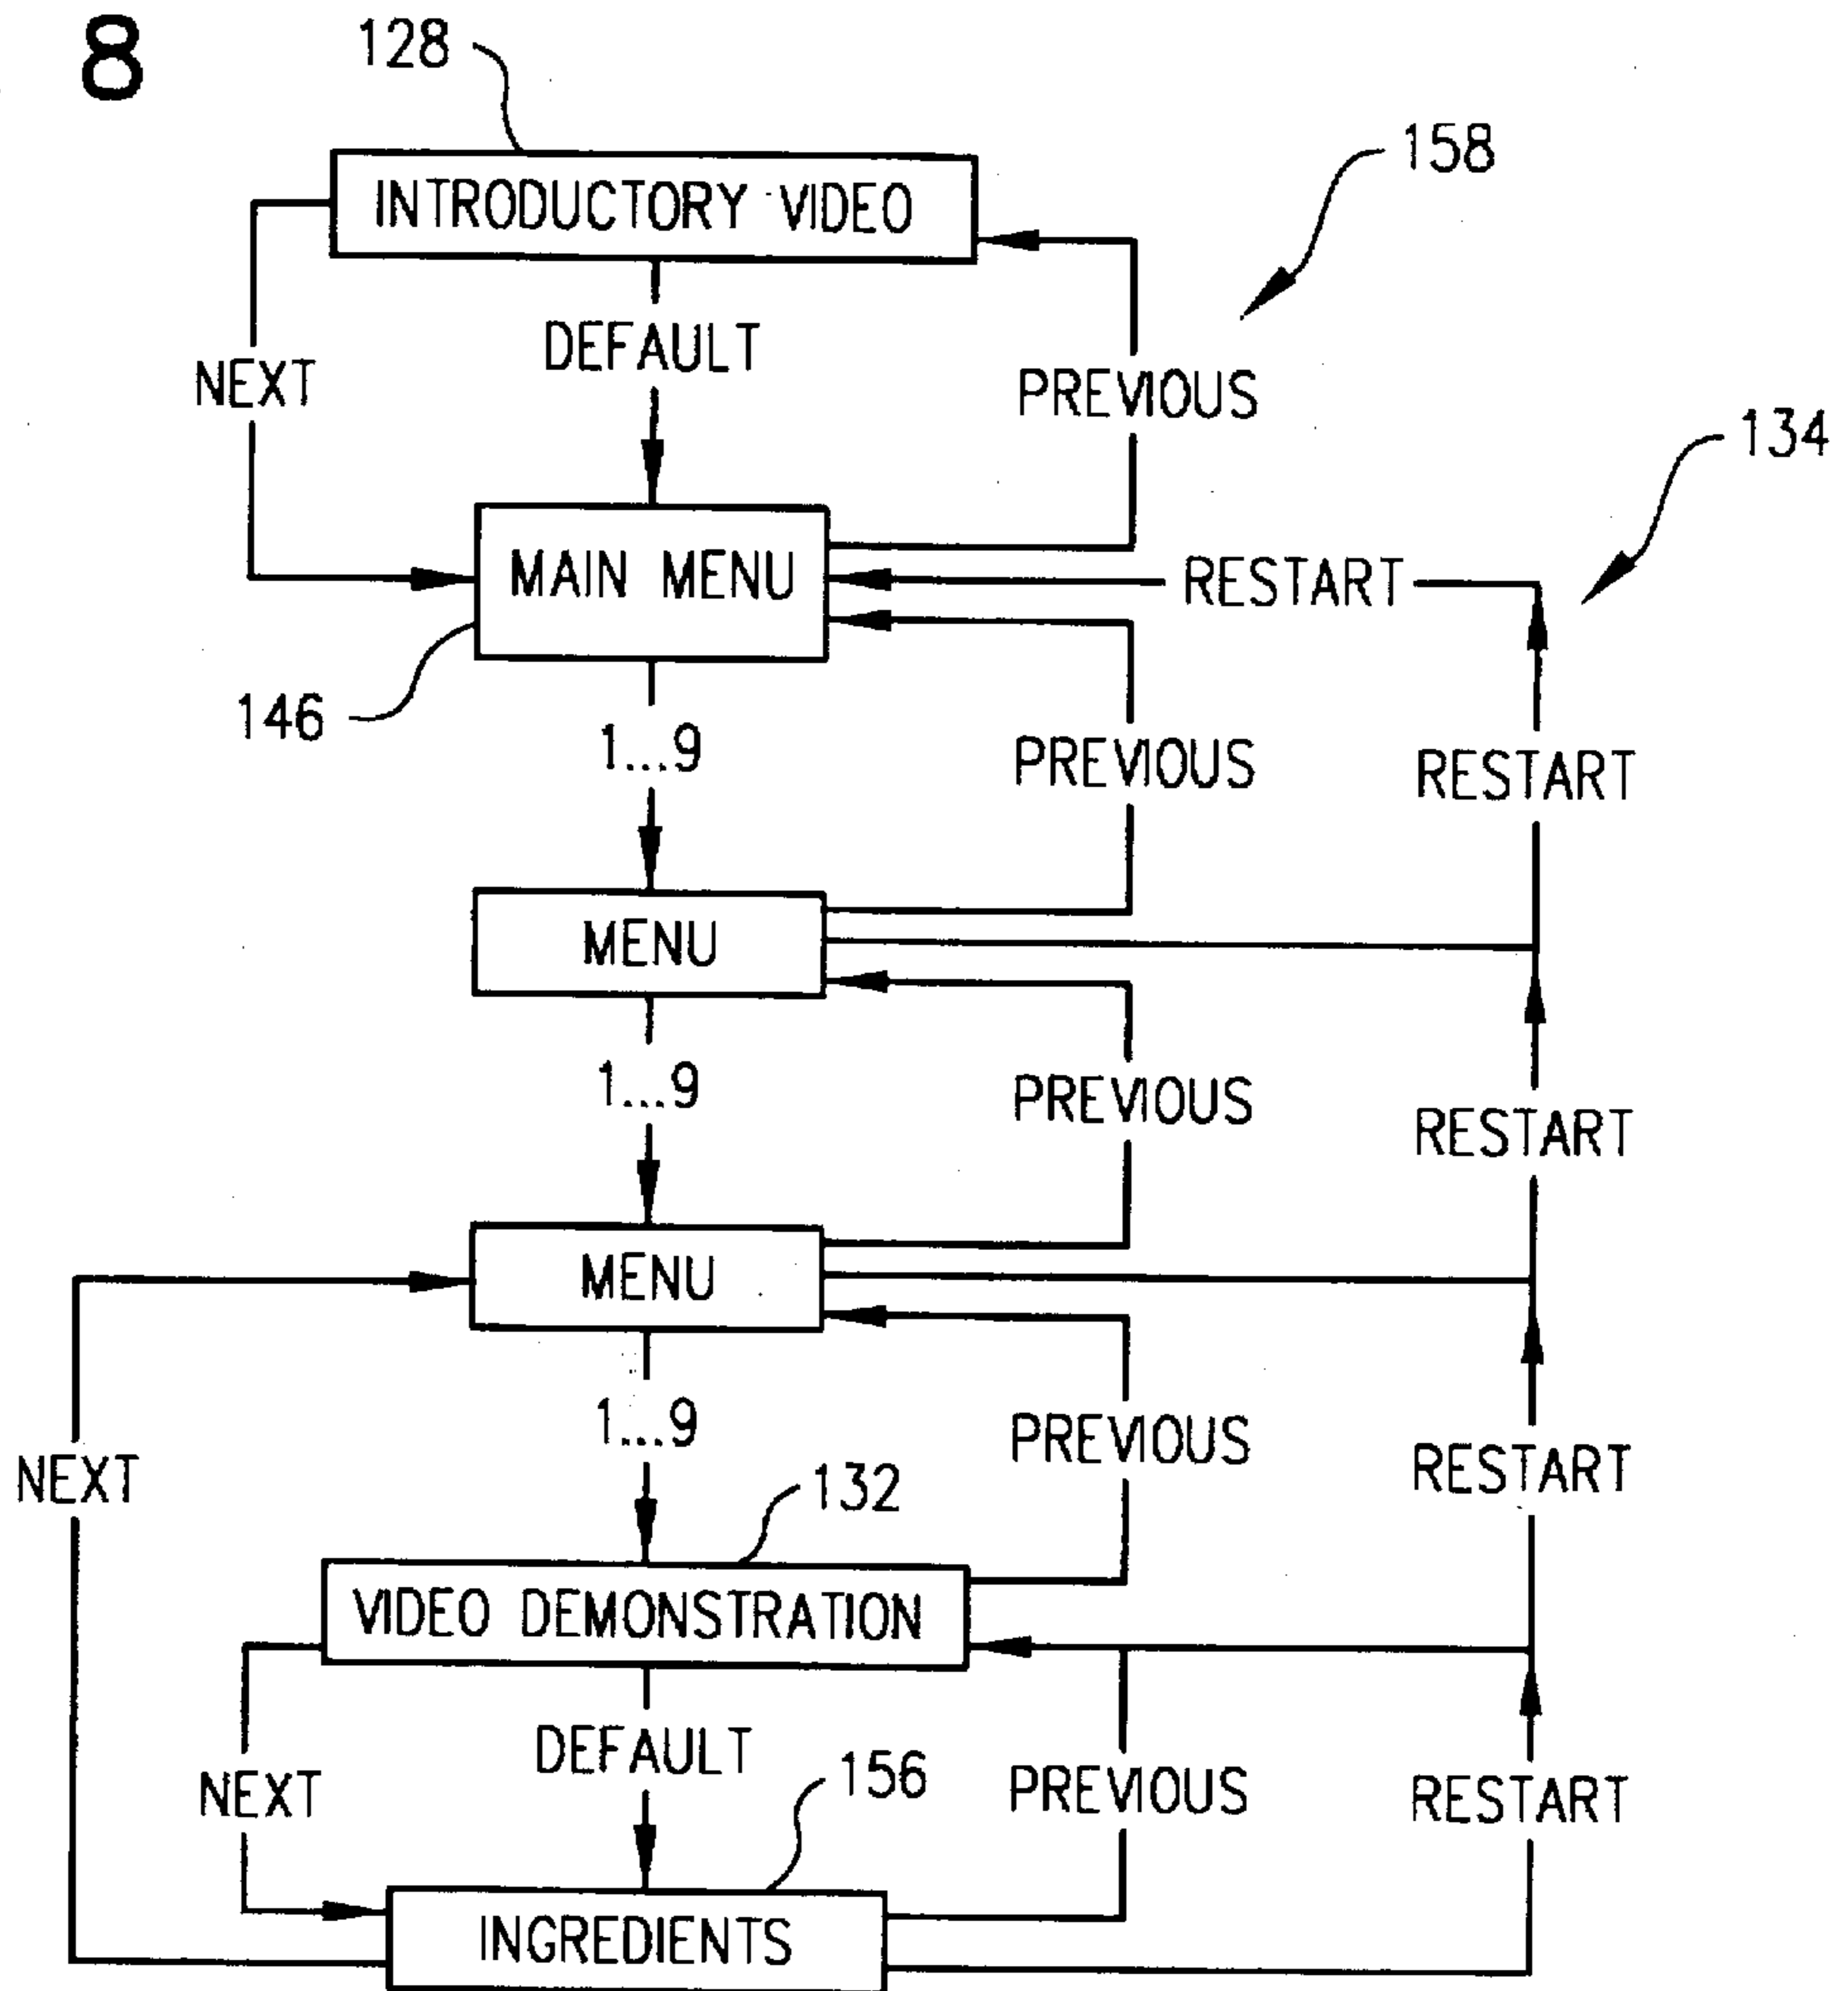 8
128
158
INTRODUCTORY VIDEO
DEFAULT
NEXT
PREVIOUS
134
MAIN MENU
RESTART
146
1...9
PREVIOUS
RESTART
MENU
1...9
PREVIOUS
RESTART
MENU
1...9
PREVIOUS
RESTART
NEXT
132
VIDEO DEMONSTRATION
DEFAULT
156
NEXT
PREVIOUS
RESTART
INGREDIENTS